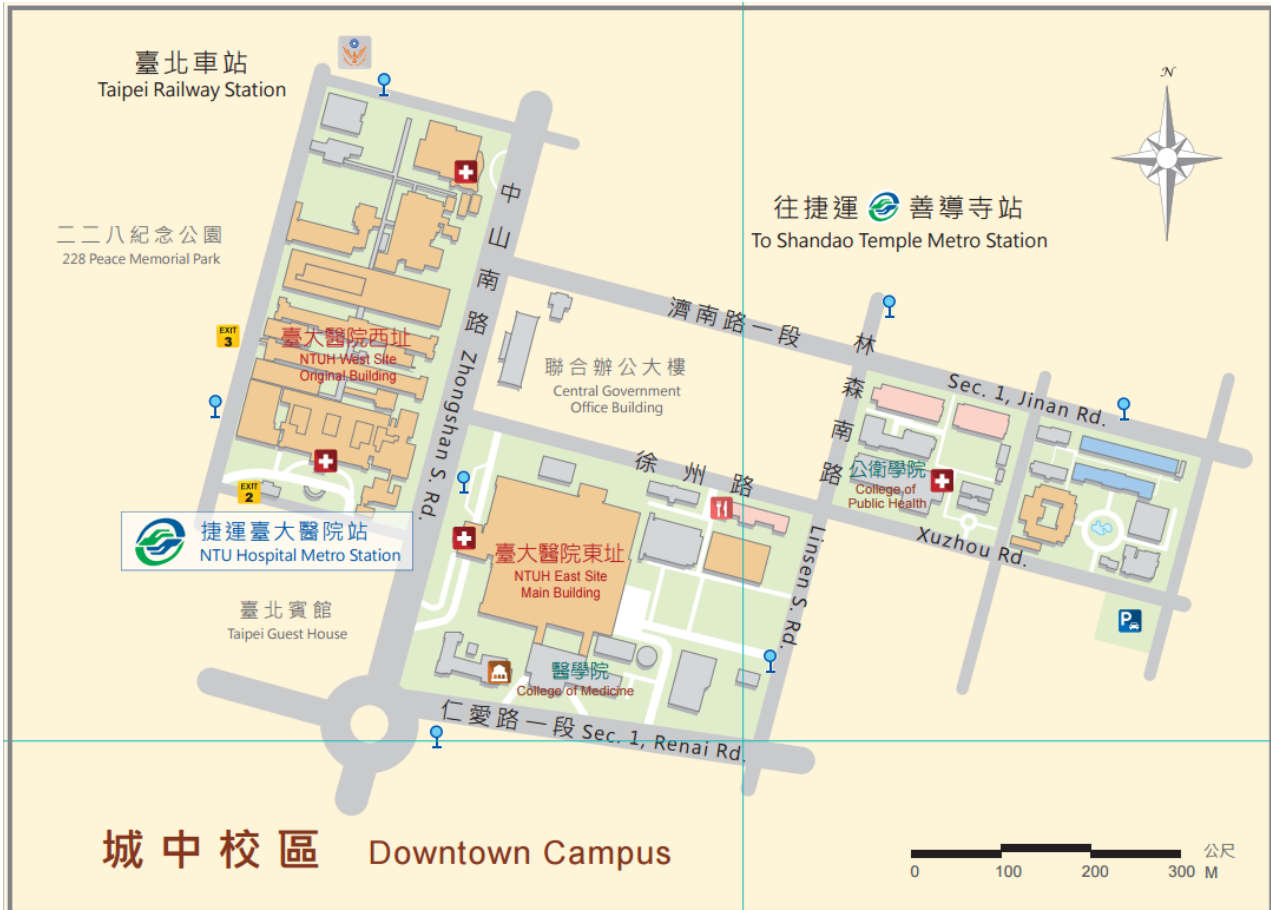 臺北車站
Taipei Railway Station
N
中山南路 Zhongshan S. Rd.
往捷運 善導寺站
To Shandao Temple Metro Station
二二八紀念公園
228 Peace Memorial Park
濟南路一段
Sec. 1, Jinan Rd.
EXIT
3
臺大醫院西址
NTUH West Site
Original Building
聯合辦公大樓
Central Government
Office Building
林森南路
Linsen S. Rd.
徐州路
Xuzhou Rd.
公衛學院
College of
Public Health
EXIT
2
捷運臺大醫院站
NTU Hospital Metro Station
臺大醫院東址
NTUH East Site
Main Building
臺北賓館
Taipei Guest House
P
醫學院
College of Medicine
仁愛路一段 Sec. 1, Renai Rd.
城中校區 Downtown Campus
公尺
0 100 200 300 M